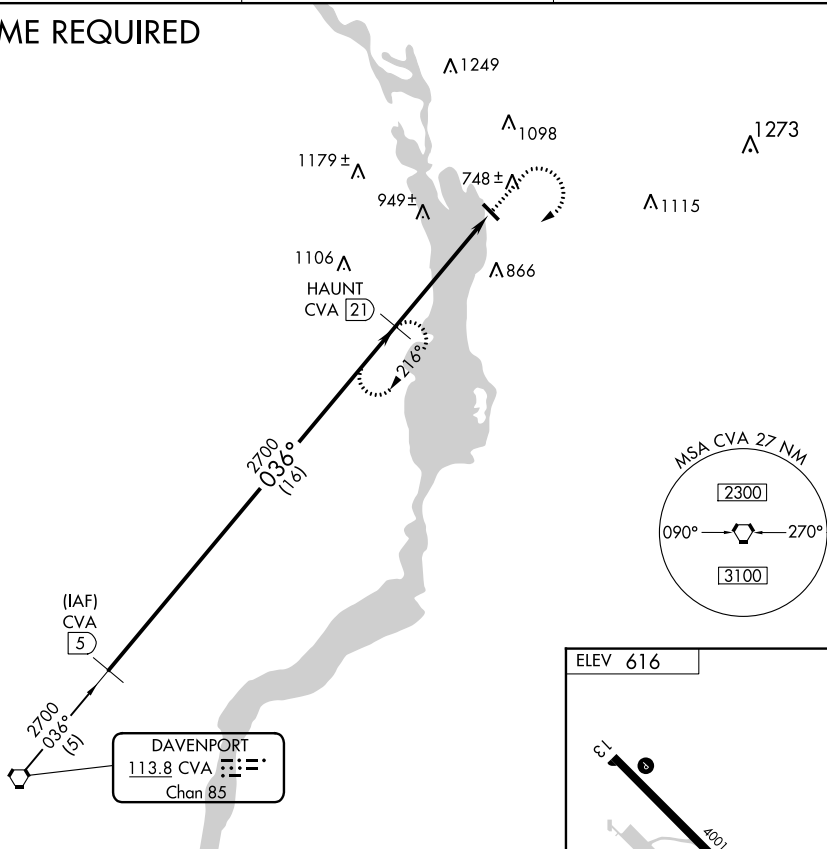 ME REQUIRED
1249
1098
1273
1179 ±
748 ±
949±
1115
1106
866
HAUNT
CVA 21
216°
2700
036°
(16)
MSA CVA 27 NM
2300
090°
270°
3100
(IAF)
CVA
5
2700
036°
(5)
DAVENPORT
113.8 CVA
Chan 85
ELEV 616
13
P
4001